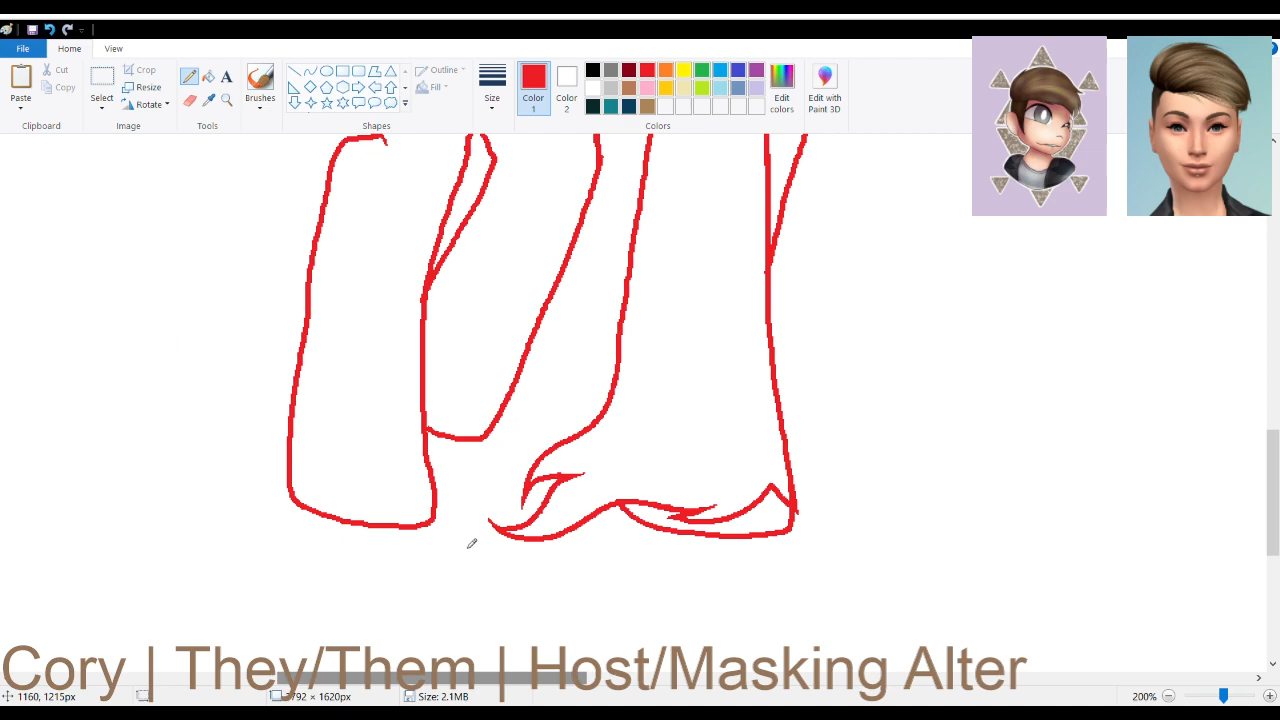 File
Home
View
Cut
Copy
Paste
Crop
Resize
Rotate
Select
A
Brushes
Outline
Fill
Size
Color
1
Color
2
Edit
colors
Edit with
Paint 3D
Clipboard
Image
Tools
Shapes
Colors
Cory | They/Them | Host/Masking Alter
1160, 1215px
792 × 1620px
Size: 2.1MB
200%